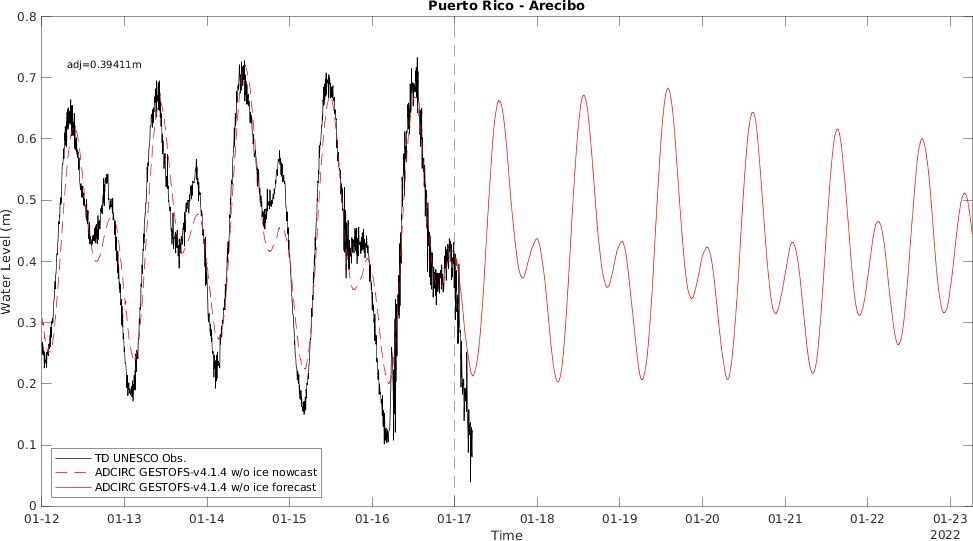 Puerto Rico - Arecibo
0.8
0.7
0.6
0.5
0.4
0.3
0.2
0.1
0
Water Level (m)
adj=0.39411m
TD UNESCO Obs.
ADCIRC GESTOFS-v4.1.4 w/o ice nowcast
ADCIRC GESTOFS-v4.1.4 w/o ice forecast
01-12 01-13 01-14 01-15 01-16 01-17 01-18 01-19 01-20 01-21 01-22 01-23
Time
2022